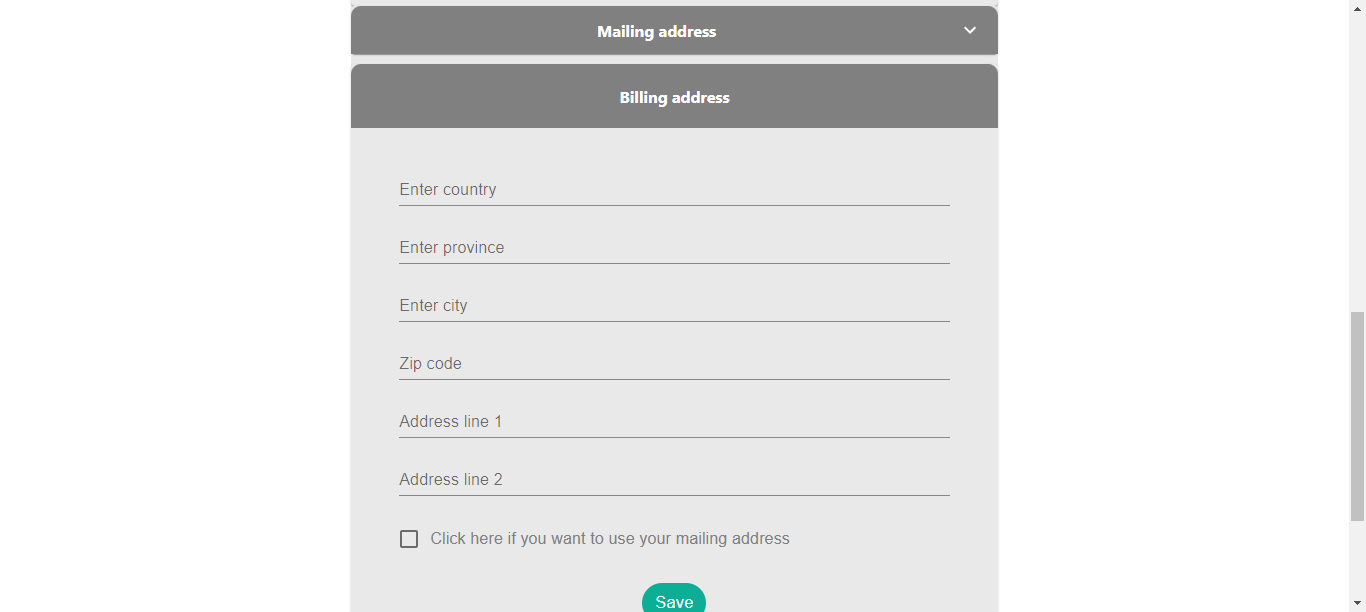 Mailing address
Billing address
Enter country
Enter province
Enter city
Zip code
Address line 1
Address line 2
Click here if you want to use your mailing address
Save